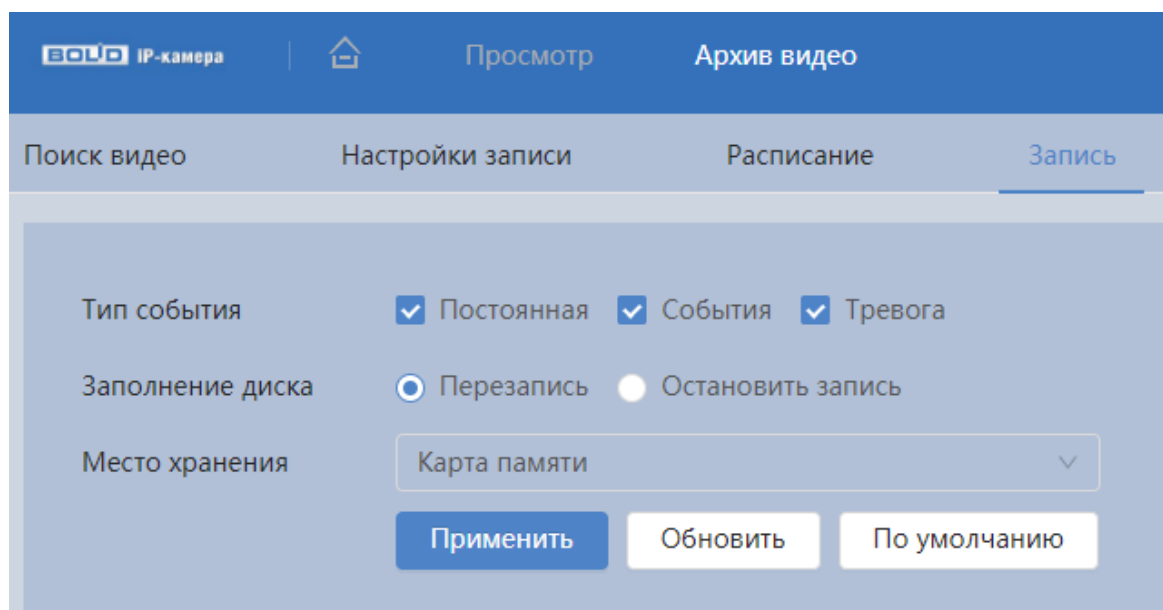 BOLID IP-камера Просмотр Архив видео
Поиск видео Настройки записи Расписание Запись
Тип события Постоянная События Тревога
Заполнение диска Перезапись Остановить запись
Место хранения Карта памяти
Применить Обновить По умолчанию